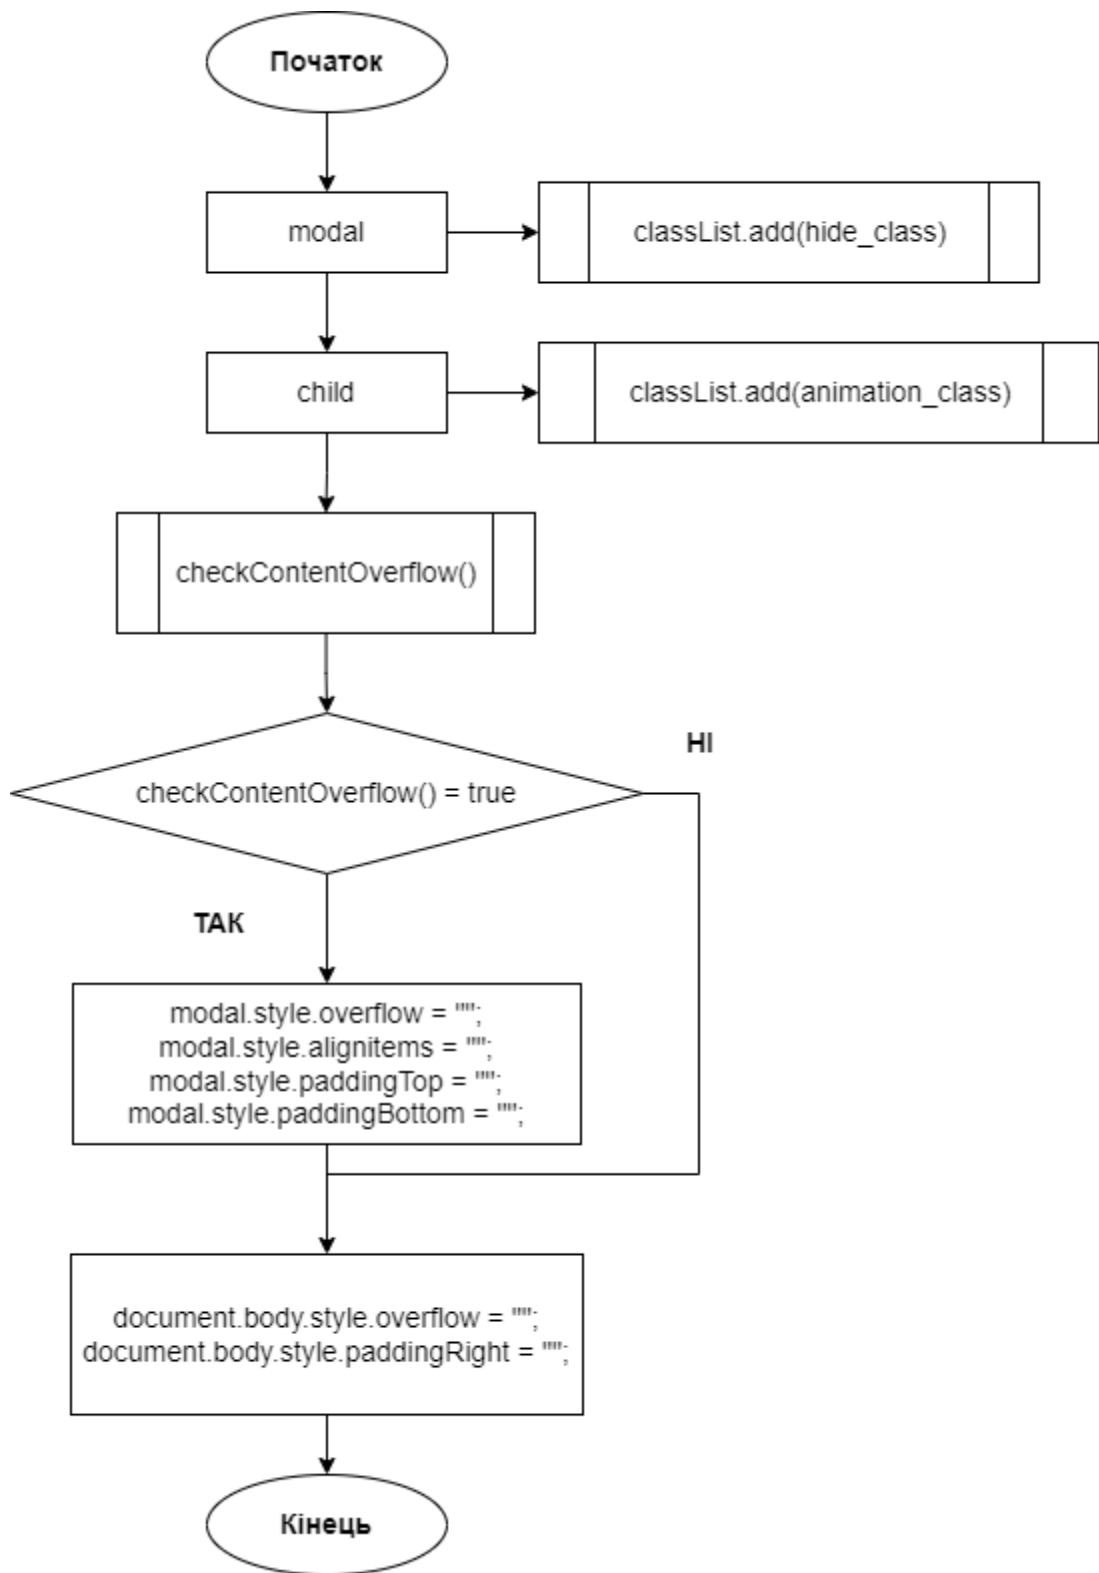 Початок
modal
classList.add(hide_class)
child
classList.add(animation_class)
checkContentOverflow()
checkContentOverflow() = true
НІ
ТАК
modal.style.overflow = "";
modal.style.alignitems = "";
modal.style.paddingTop = "";
modal.style.paddingBottom = "";
document.body.style.overflow = "";
document.body.style.paddingRight = "";
Кінець